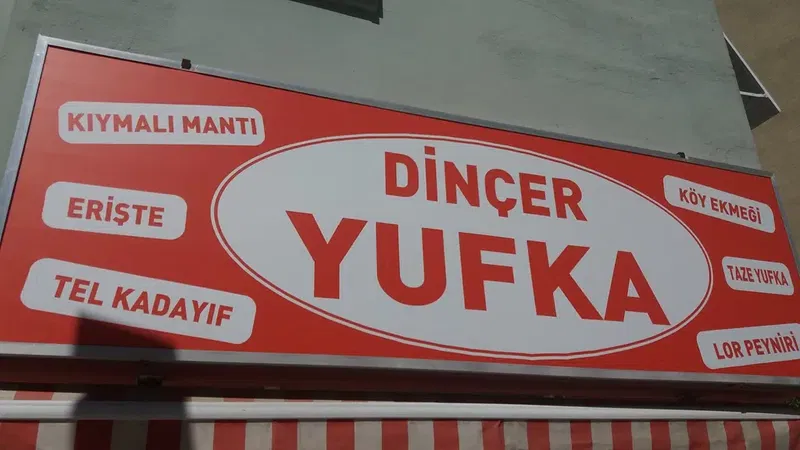 KIYMALI MANTI
ERİŞTE
TEL KADAYIF
DİNÇER
YUFKA
KÖY EKMEĞİ
TAZE YUFKA
LOR PEYNİRİ